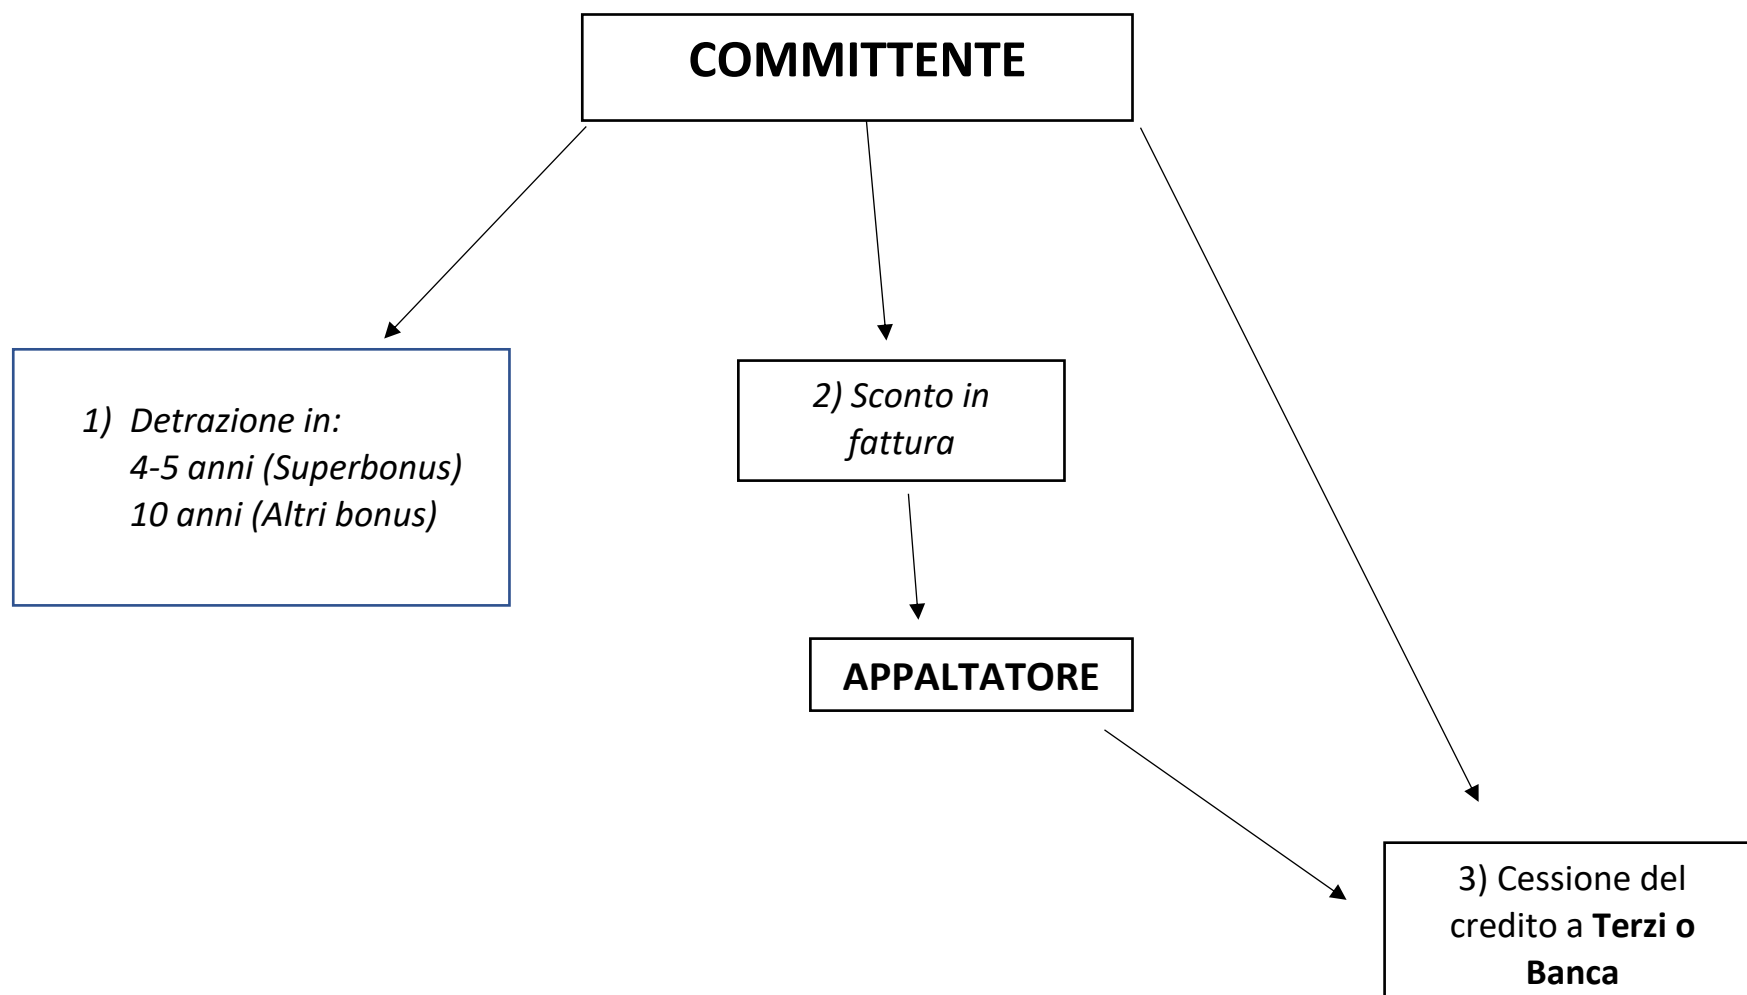 COMMITTENTE
1) Detrazione in:
4-5 anni (Superbonus)
10 anni (Altri bonus)
2) Sconto in
fattura
APPALTATORE
3) Cessione del
credito a Terzi o
Banca